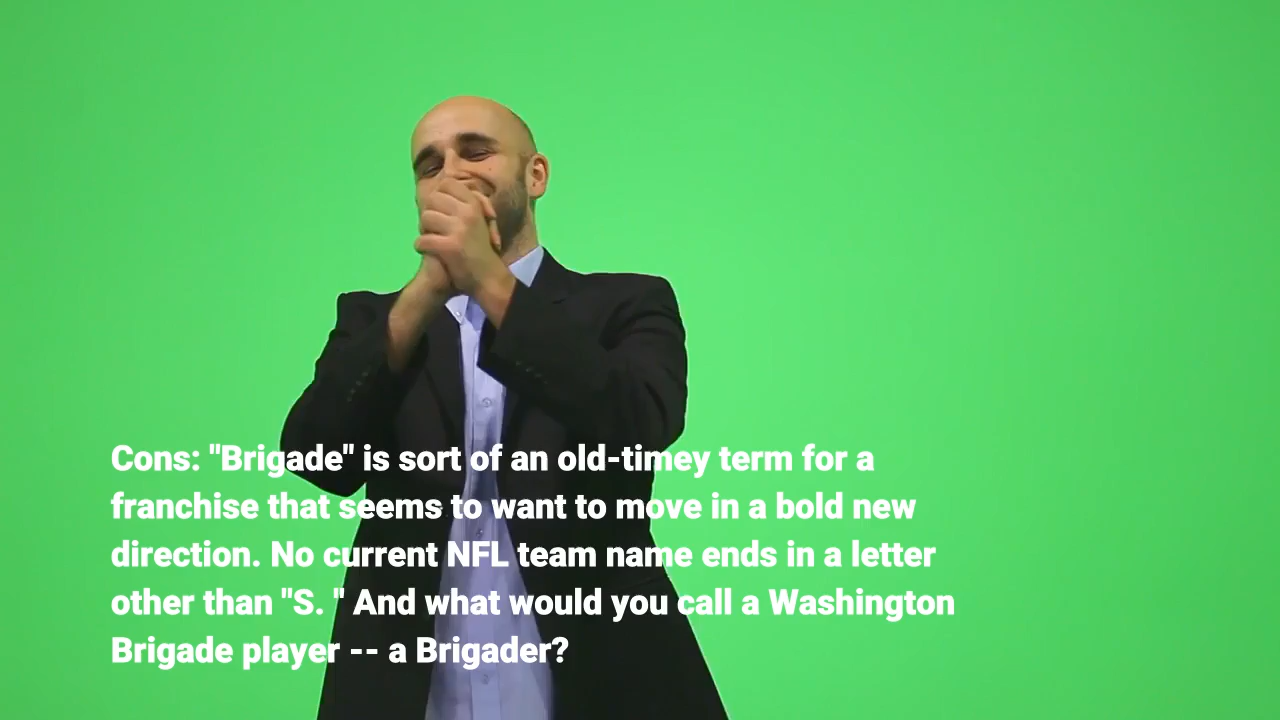 Cons: "Brigade" is sort of an old-timey term for a
franchise that seems to want to move in a bold new
direction. No current NFL team name ends in a letter
other than "S. " And what would you call a Washington
Brigade player -- a Brigader?